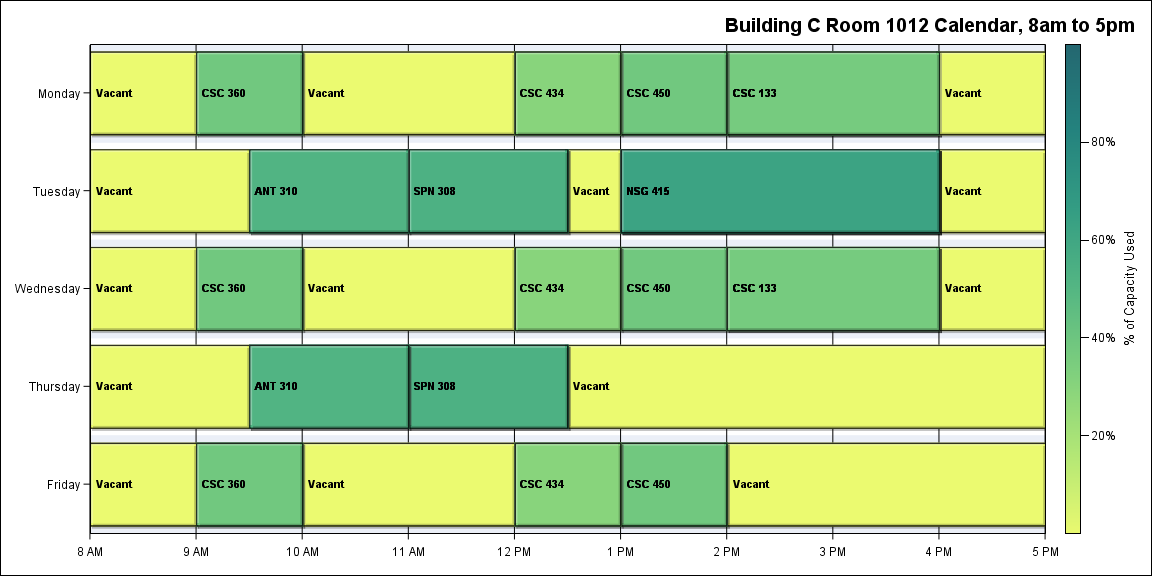 Building C Room 1012 Calendar, 8am to 5pm
Monday
Vacant
CSC 360
Vacant
CSC 434
CSC 450
CSC 133
Vacant
Tuesday
Vacant
ANT 310
SPN 308
Vacant
NSG 415
Vacant
Wednesday
Vacant
CSC 360
Vacant
CSC 434
CSC 450
CSC 133
Vacant
Thursday
Vacant
ANT 310
SPN 308
Vacant
Friday
Vacant
CSC 360
Vacant
CSC 434
CSC 450
Vacant
8 AM
9 AM
10 AM
11 AM
12 PM
1 PM
2 PM
3 PM
4 PM
5 PM
80%
60%
40%
20%
% of Capacity Used